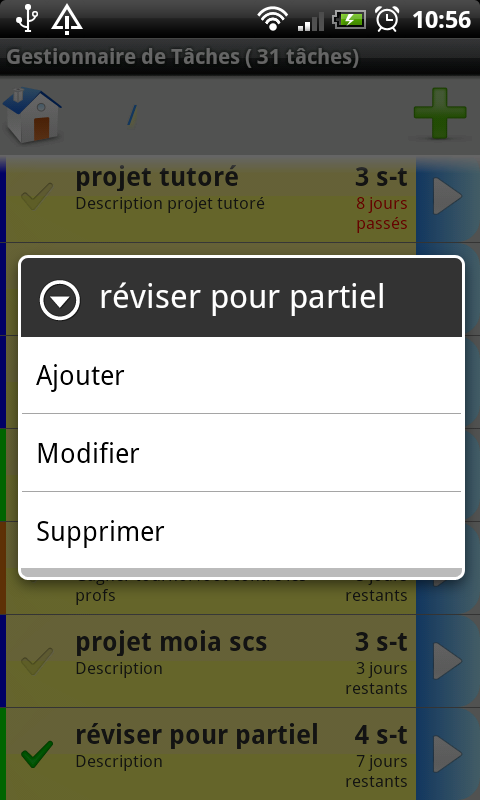 10:56
Gestionnaire de Tâches ( 31 tâches)
/
projet tutoré 3 s-t
Description projet tutoré 8 jours
passés
réviser pour partiel
Ajouter
Modifier
Supprimer
profs restants
projet moia scs 3 s-t
Description 3 jours
restants
réviser pour partiel 4 s-t
Description 7 jours
restants